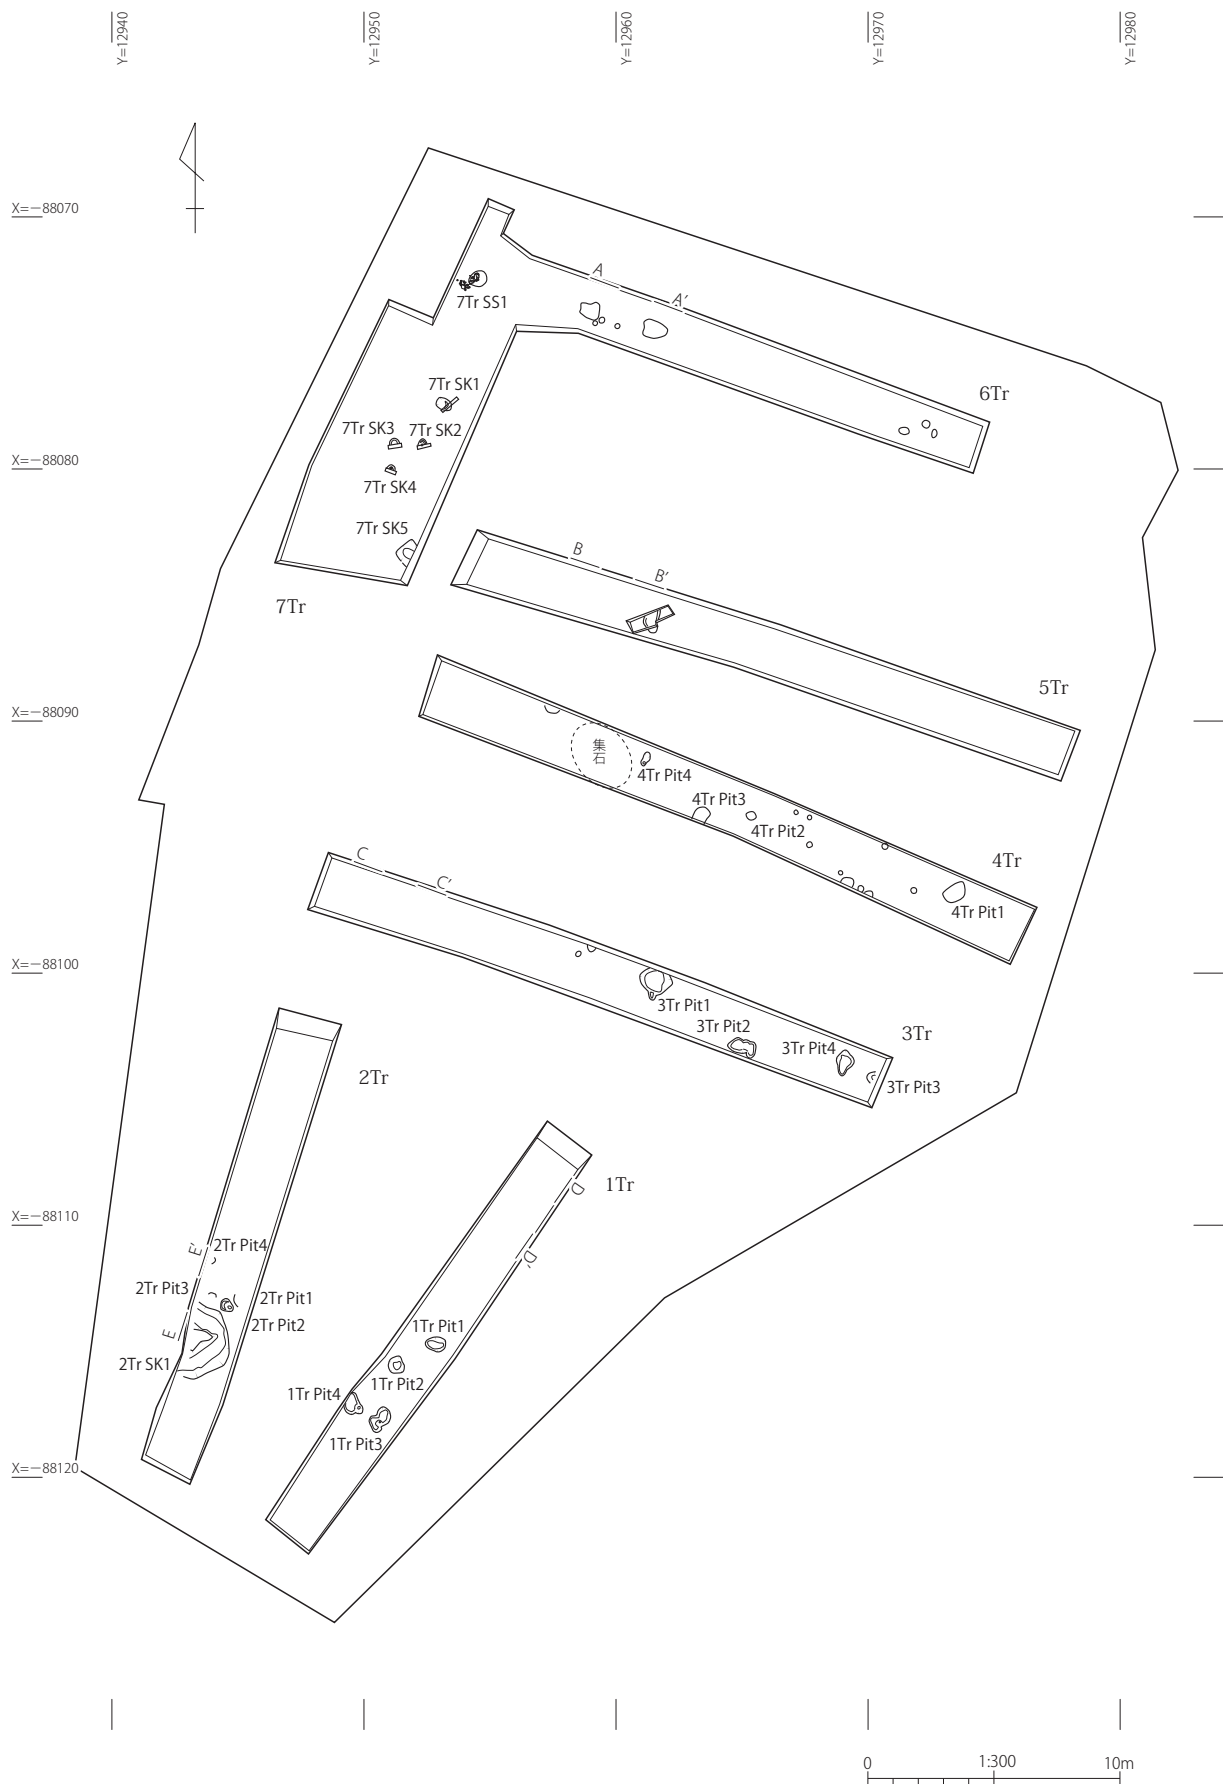 Y=12940
Y=12950
Y=12960
Y=12970
Y=12980
X=－88070
A
A′
7Tr SS1
6Tr
7Tr SK1
7Tr SK3
7Tr SK2
X=－88080
7Tr SK4
7Tr SK5
B
B′
7Tr
5Tr
X=－88090
集石
4Tr Pit4
4Tr Pit3
4Tr Pit2
C
C′
4Tr
4Tr Pit1
X=－88100
3Tr Pit1
3Tr Pit2
3Tr
3Tr Pit4
3Tr Pit3
2Tr
1Tr
D
X=－88110
E′
2Tr Pit4
D′
2Tr Pit3
2Tr Pit1
2Tr Pit2
E
2Tr SK1
1Tr Pit1
1Tr Pit2
1Tr Pit4
1Tr Pit3
X=－88120
0
1:300
10m